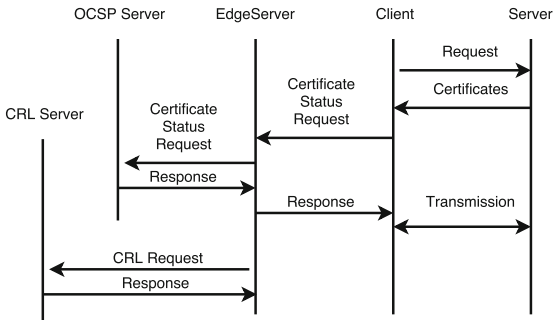 OCSP Server
EdgeServer
Client
Server
Request
Certificates
Certificate
Status
Request
CRL Server
Certificate
Status
Request
Response
Response
Transmission
CRL Request
Response